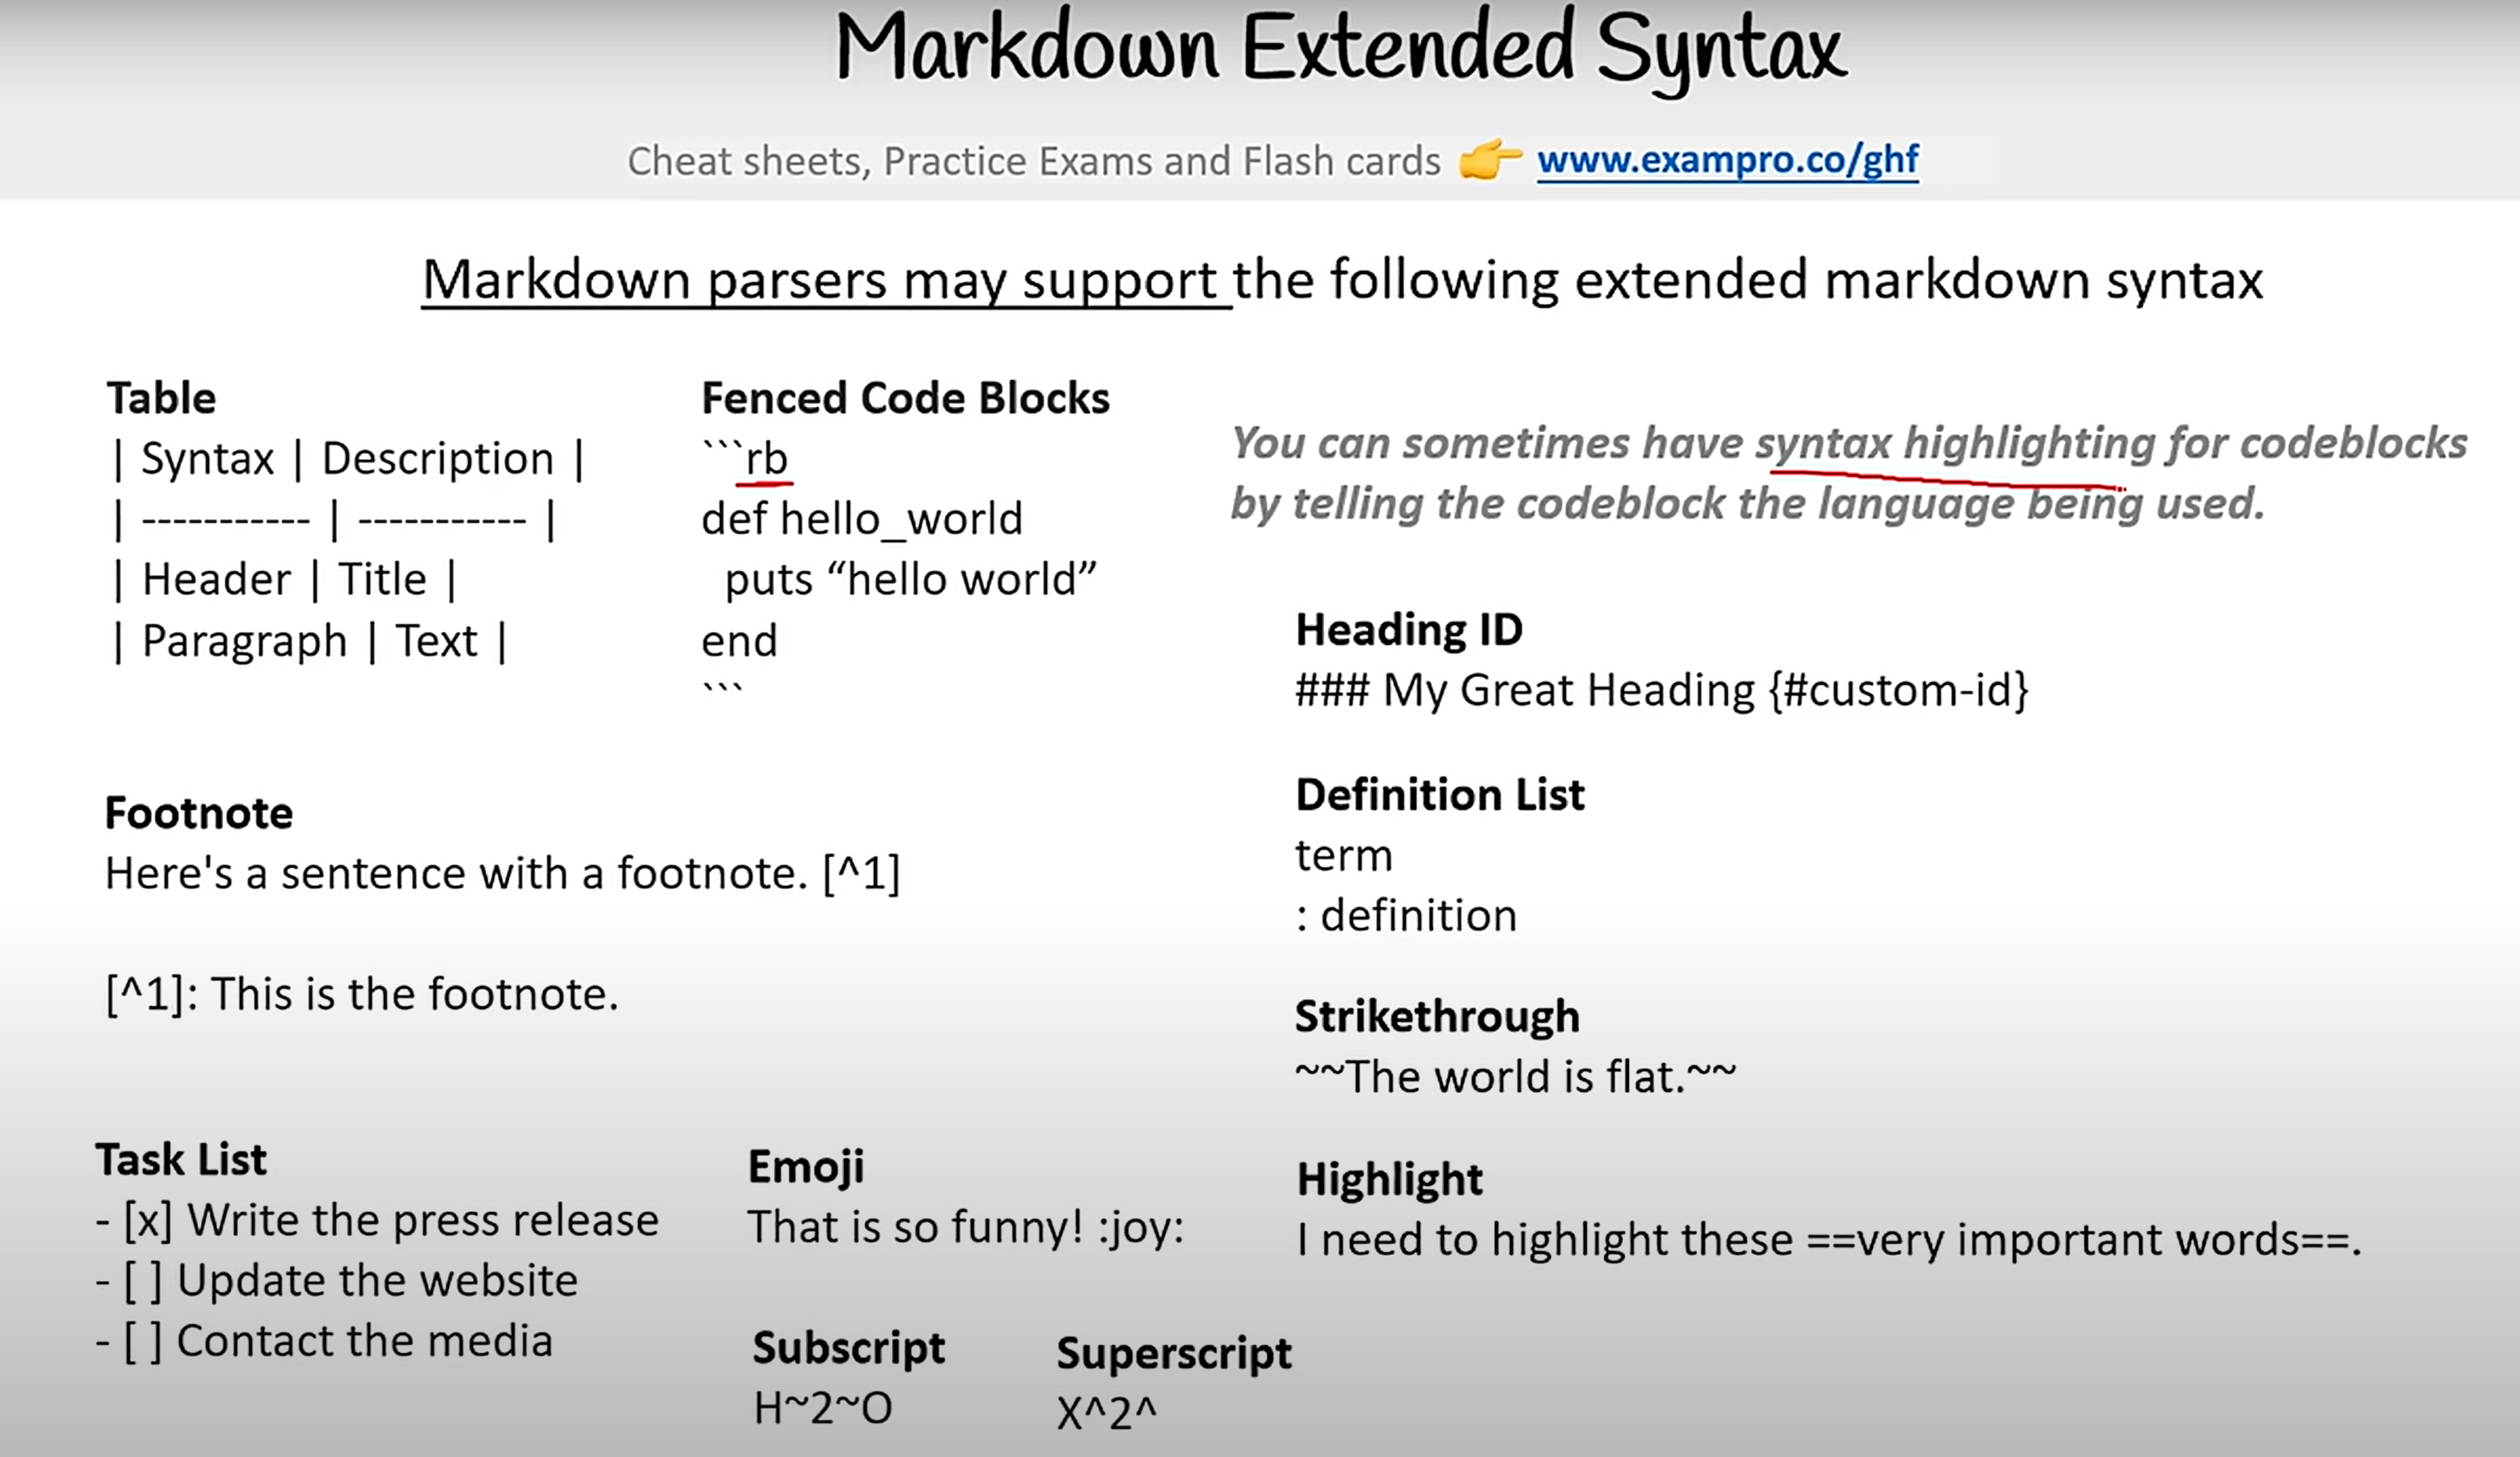 Markdown Extended Syntax
Cheat sheets, Practice Exams and Flash cards 👉 www.exampro.co/ghf
Markdown parsers may support the following extended markdown syntax
Table
| Syntax | Description |
| ----------- | ----------- |
| Header | Title |
| Paragraph | Text |
Fenced Code Blocks
```rb
def hello_world
  puts “hello world”
end
```
You can sometimes have syntax highlighting for codeblocks
by telling the codeblock the language being used.
Heading ID
### My Great Heading {#custom-id}
Definition List
term
: definition
Strikethrough
~~The world is flat.~~
Highlight
I need to highlight these ==very important words==.
Footnote
Here's a sentence with a footnote. [^1]
[^1]: This is the footnote.
Task List
- [x] Write the press release
- [ ] Update the website
- [ ] Contact the media
Emoji
That is so funny! :joy:
Subscript
H~2~O
Superscript
X^2^